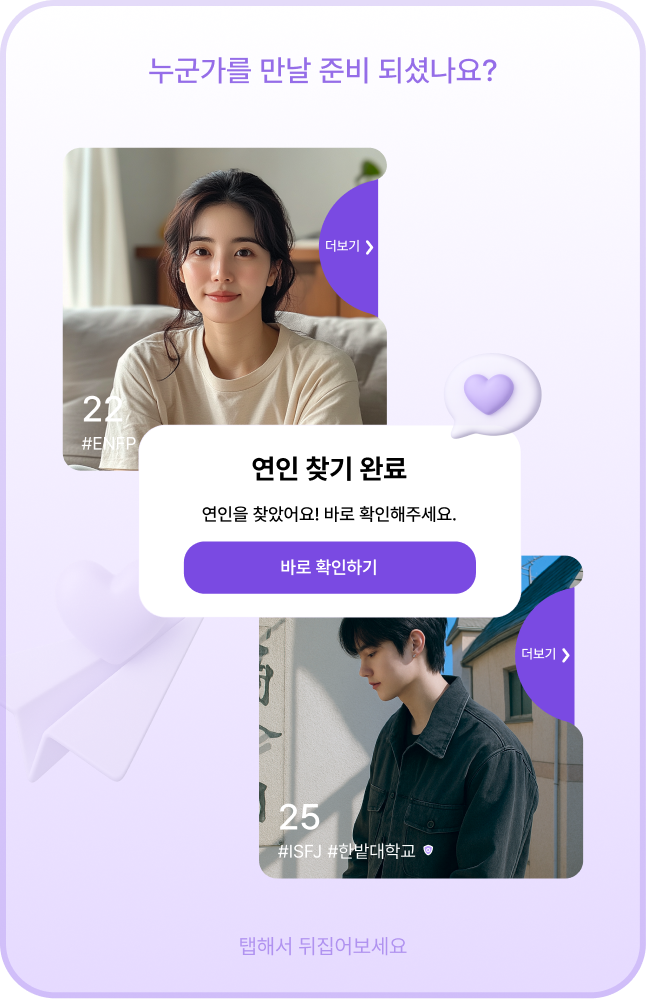 누군가를 만날 준비 되셨나요?
더보기 ❯
22
#ENFP
연인 찾기 완료
연인을 찾았어요! 바로 확인해주세요.
바로 확인하기
더보기 ❯
25
#ISFJ #한밭대학교
탭해서 뒤집어보세요